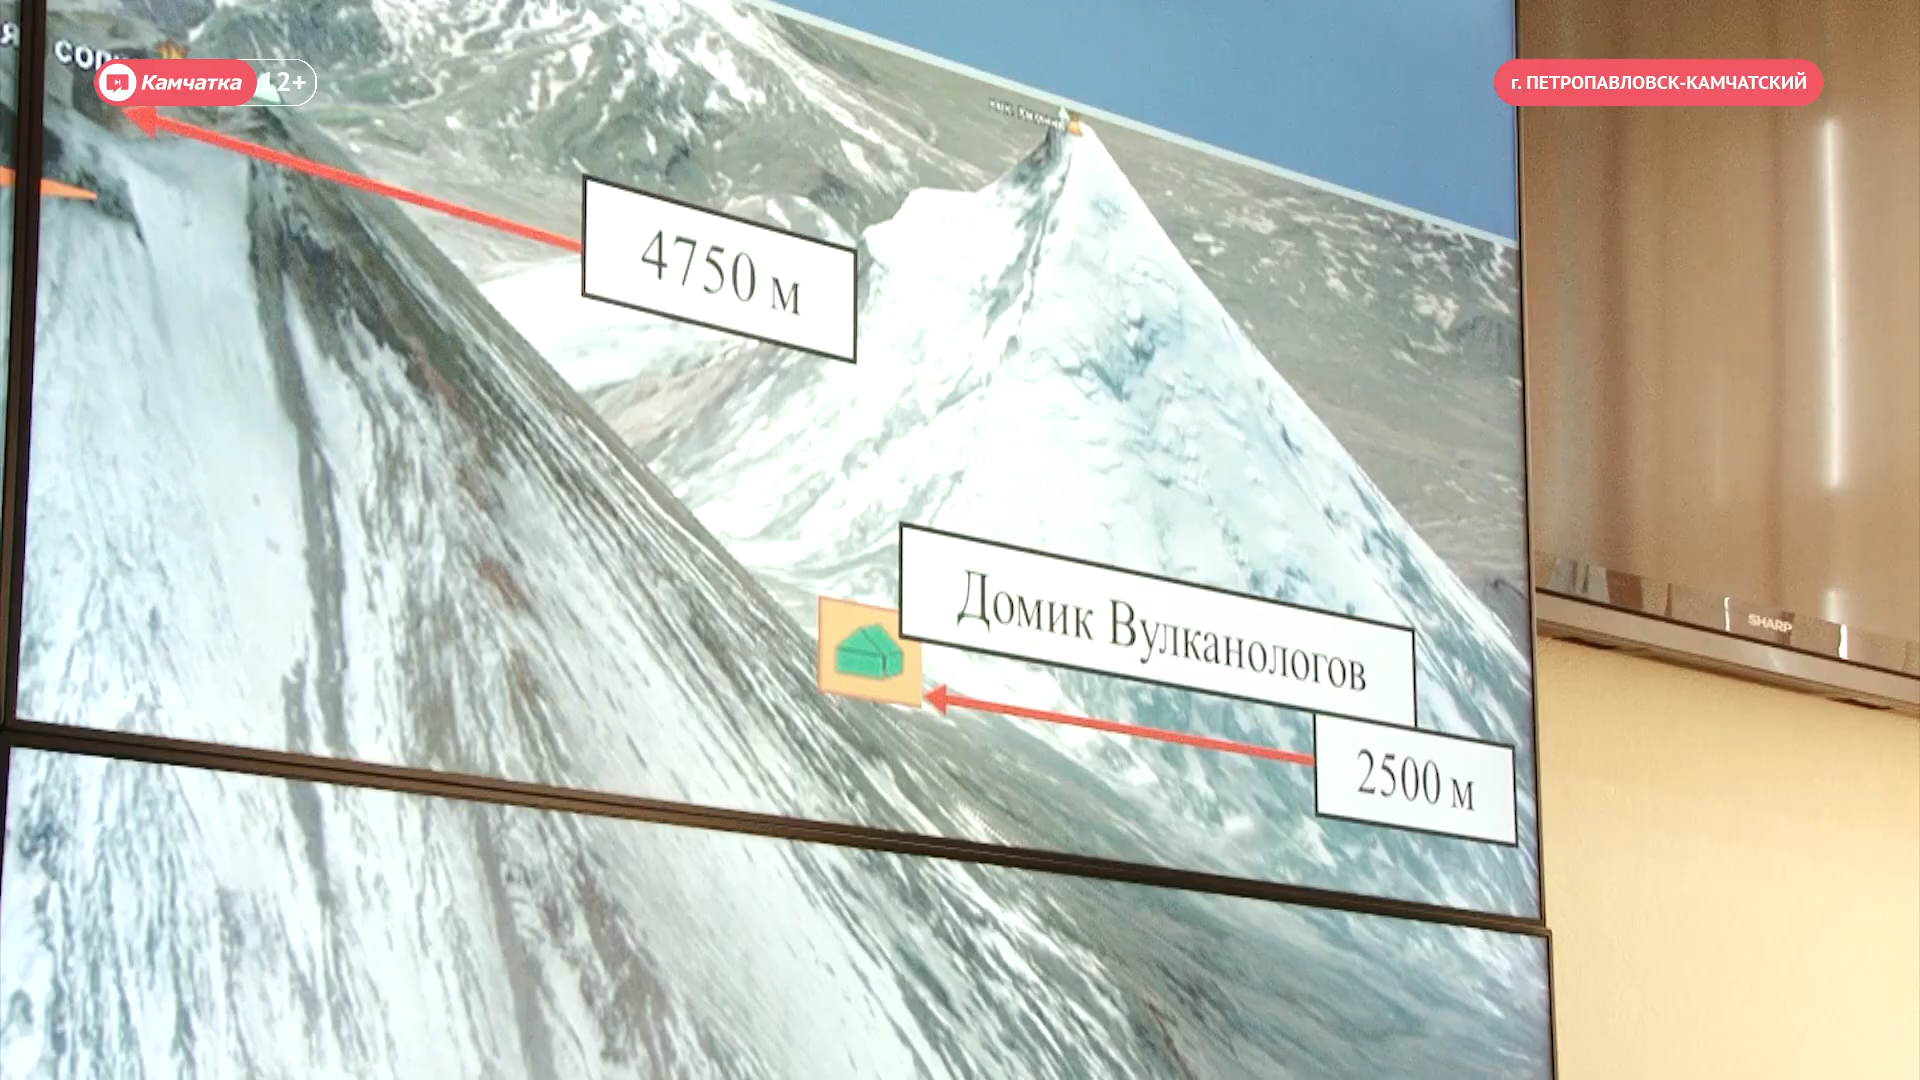 Камчатка
12+
г. ПЕТРОПАВЛОВСК-КАМЧАТСКИЙ
4750 м
Домик Вулканологов
2500 м
SHARP